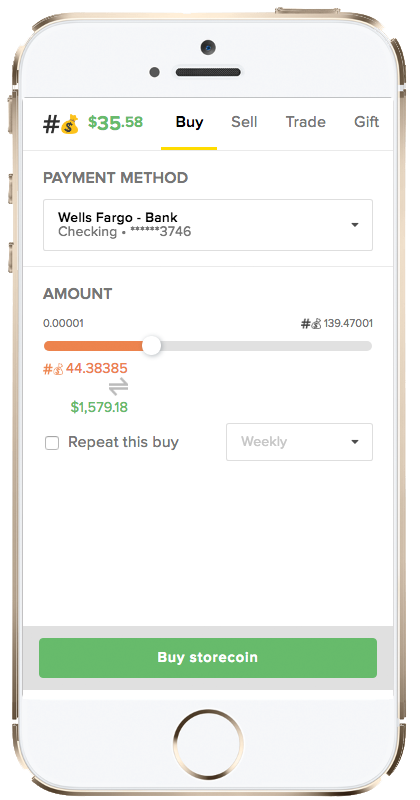 #💰 $35.58 Buy Sell Trade Gift
PAYMENT METHOD
Wells Fargo - Bank
Checking • ******3746
AMOUNT
0.00001 #💰 139.47001
#💰 44.38385
$1,579.18
Repeat this buy Weekly
Buy storecoin